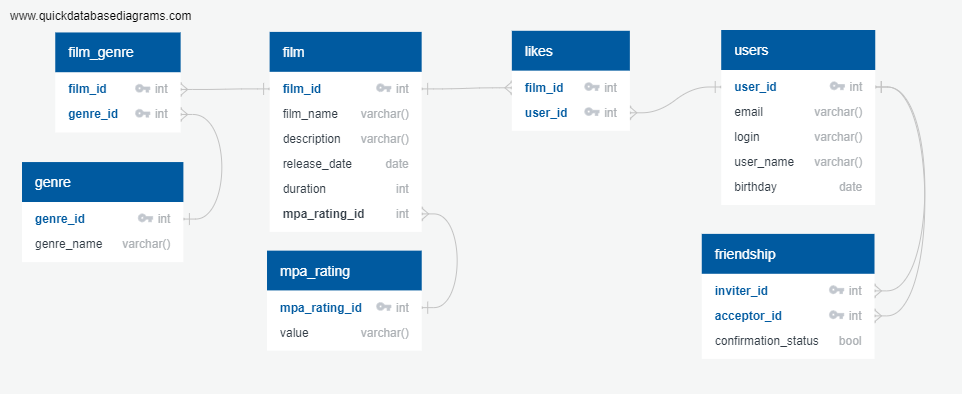 www.quickdatabasediagrams.com
film_genre
film_id int
genre_id int
genre
genre_id int
genre_name varchar()
film
film_id int
film_name varchar()
description varchar()
release_date date
duration int
mpa_rating_id int
mpa_rating
mpa_rating_id int
value varchar()
likes
film_id int
user_id int
users
user_id int
email varchar()
login varchar()
user_name varchar()
birthday date
friendship
inviter_id int
acceptor_id int
confirmation_status bool